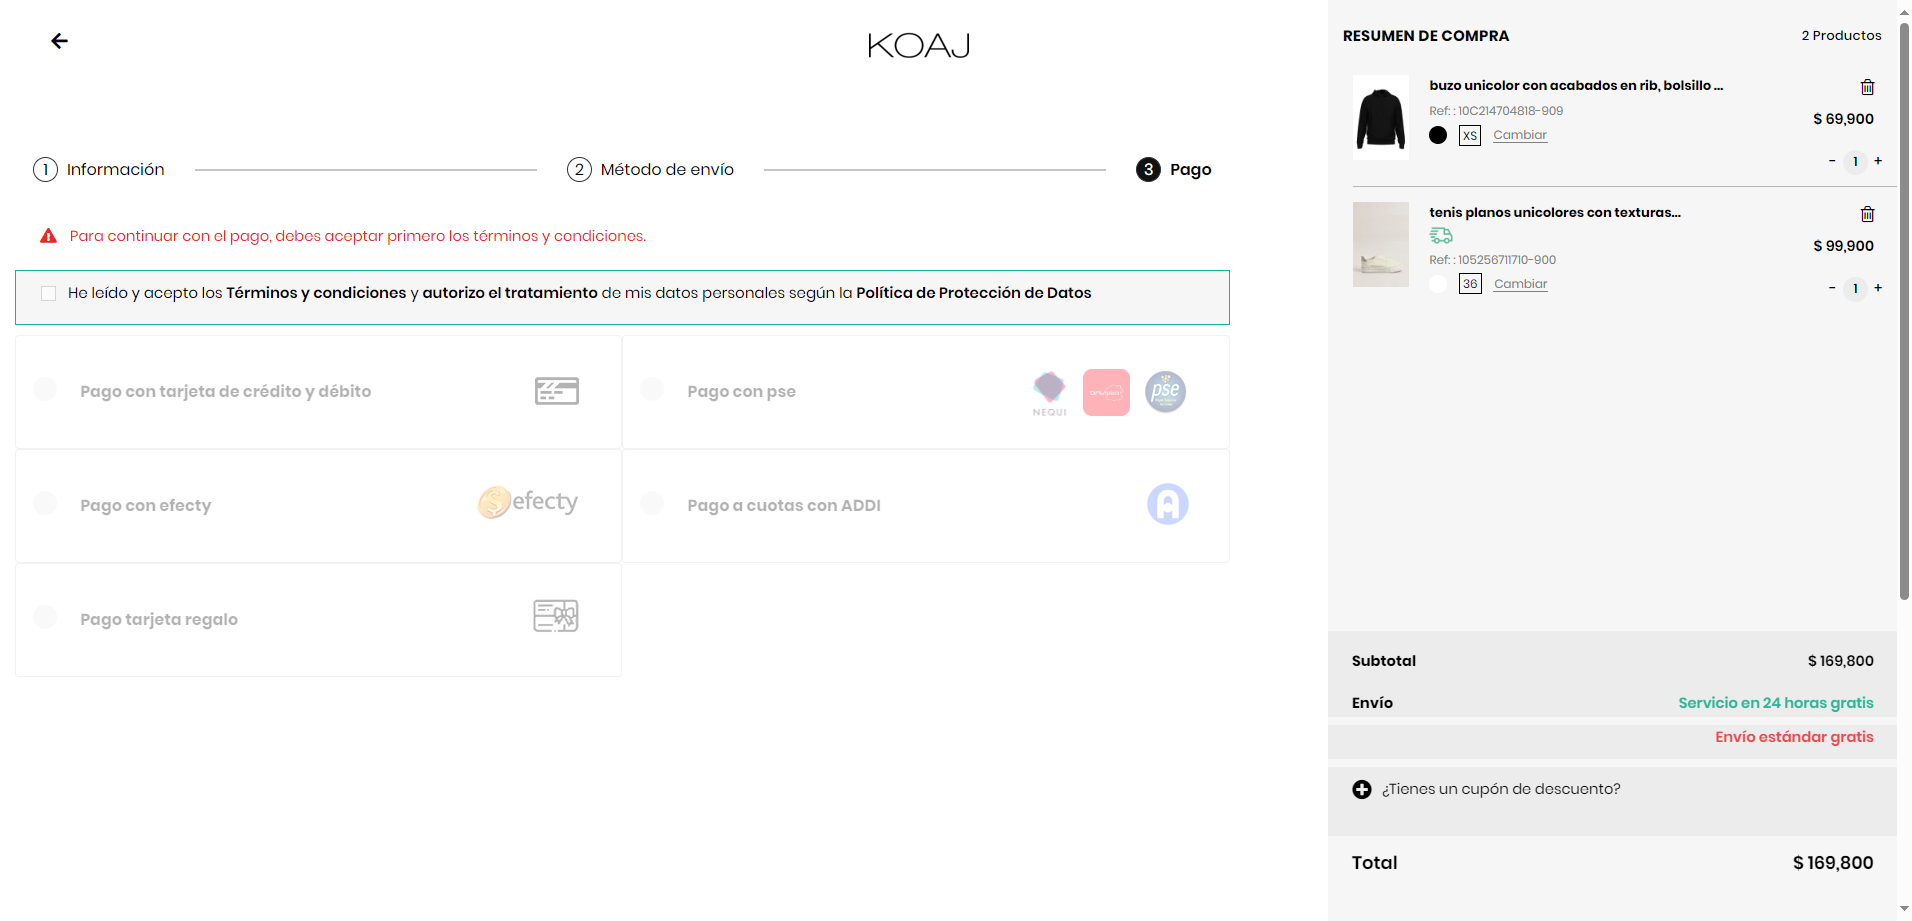 KOAJ
1 Información
2 Método de envío
3 Pago
Para continuar con el pago, debes aceptar primero los términos y condiciones.
He leído y acepto los Términos y condiciones y autorizo el tratamiento de mis datos personales según la Política de Protección de Datos
Pago con tarjeta de crédito y débito
Pago con pse
NEQUI
pse
Pago con efecty
efecty
Pago a cuotas con ADDI
A
Pago tarjeta regalo
RESUMEN DE COMPRA
2 Productos
buzo unicolor con acabados en rib, bolsillo ...
Ref: : 10C214704818-909
$ 69,900
XS Cambiar
- 1 +
tenis planos unicolores con texturas...
$ 99,900
Ref: : 105256711710-900
36 Cambiar
- 1 +
Subtotal $ 169,800
Envío Servicio en 24 horas gratis
Envío estándar gratis
¿Tienes un cupón de descuento?
Total $ 169,800